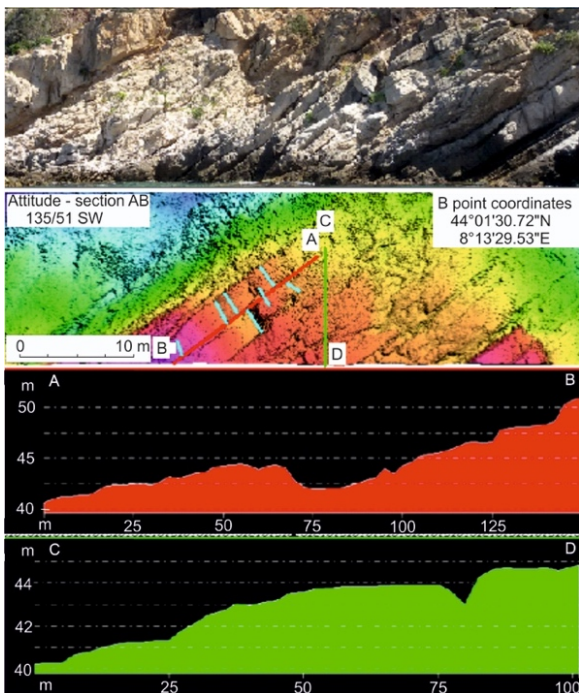 Attitude - section AB
135/51 SW
B point coordinates
44°01'30.72"N
8°13'29.53"E
C
A
B
D
0 10 m
m A B
50
45
40
m 25 50 75 100 125
m C D
44
42
40
m 25 50 75 100